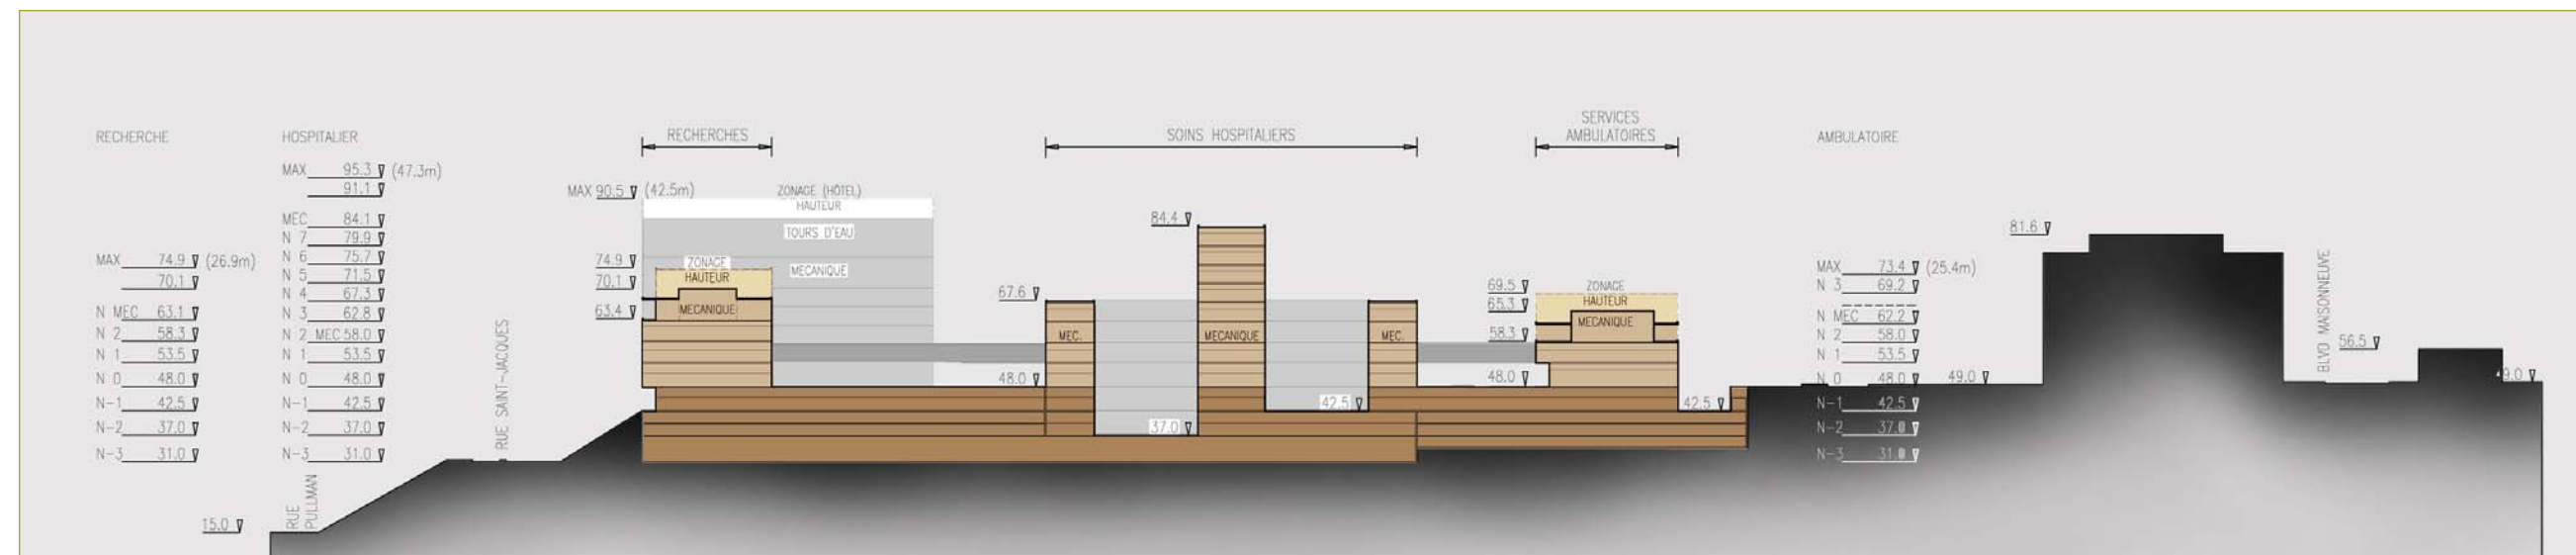 RECHERCHE
MAX 74.9 (26.9m)
70.1
N MEC 63.1
N 2 58.3
N 1 53.5
N 0 48.0
N-1 42.5
N-2 37.0
N-3 31.0
HOSPITALIER
MAX 95.3 (47.3m)
91.1
MEC 84.1
N 7 79.9
N 6 75.7
N 5 71.5
N 4 67.3
N 3 62.8
N 2 MEC 58.0
N 1 53.5
N 0 48.0
N-1 42.5
N-2 37.0
N-3 31.0
15.0
RUE PULLMAN
RUE SAINT-JACQUES
RECHERCHES
MAX 90.5 (42.5m)
ZONAGE (HÔTEL)
HAUTEUR
TOURS D'EAU
MECANIQUE
74.9
70.1
63.4
ZONAGE
HAUTEUR
MECANIQUE
SOINS HOSPITALIERS
84.4
67.6
48.0
MEC.
MECANIQUE
MEC.
37.0
42.5
SERVICES
AMBULATOIRES
69.5
65.3
58.3
48.0
ZONAGE
HAUTEUR
MECANIQUE
42.5
AMBULATOIRE
MAX 73.4 (25.4m)
N 3 69.2
N MEC 62.2
N 2 58.0
N 1 53.5
N 0 48.0
N-1 42.5
N-2 37.0
N-3 31.0
49.0
81.6
BLVD MAISONNEUVE
56.5
49.0